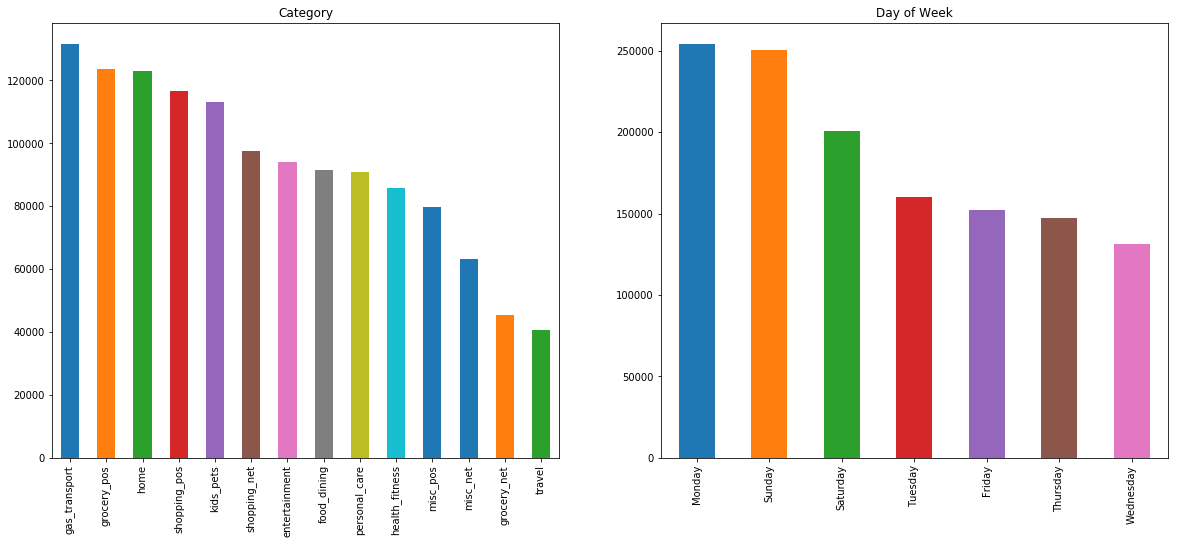 Category
120000
100000
80000
60000
40000
20000
0
gas_transport
grocery_pos
home
shopping_pos
kids_pets
shopping_net
entertainment
food_dining
personal_care
health_fitness
misc_pos
misc_net
grocery_net
travel
Day of Week
250000
200000
150000
100000
50000
0
Monday
Sunday
Saturday
Tuesday
Friday
Thursday
Wednesday